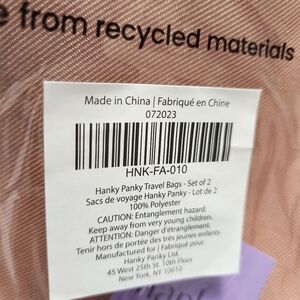 e from recycled materials
Made in China | Fabriqué en Chine
072023
HNK-FA-010
Hanky Panky Travel Bags - Set of 2
Sacs de voyage Hanky Panky - Lot de 2
100% Polyester
CAUTION: Entanglement hazard.
Keep away from very young children.
ATTENTION: Danger d'étranglement.
Tenir hors de portée des jeunes enfants.
Manufactured for | Fabriqué pour:
Hanky Panky Ltd.
45 West 25th St. 10th Floor
New York, NY 10010